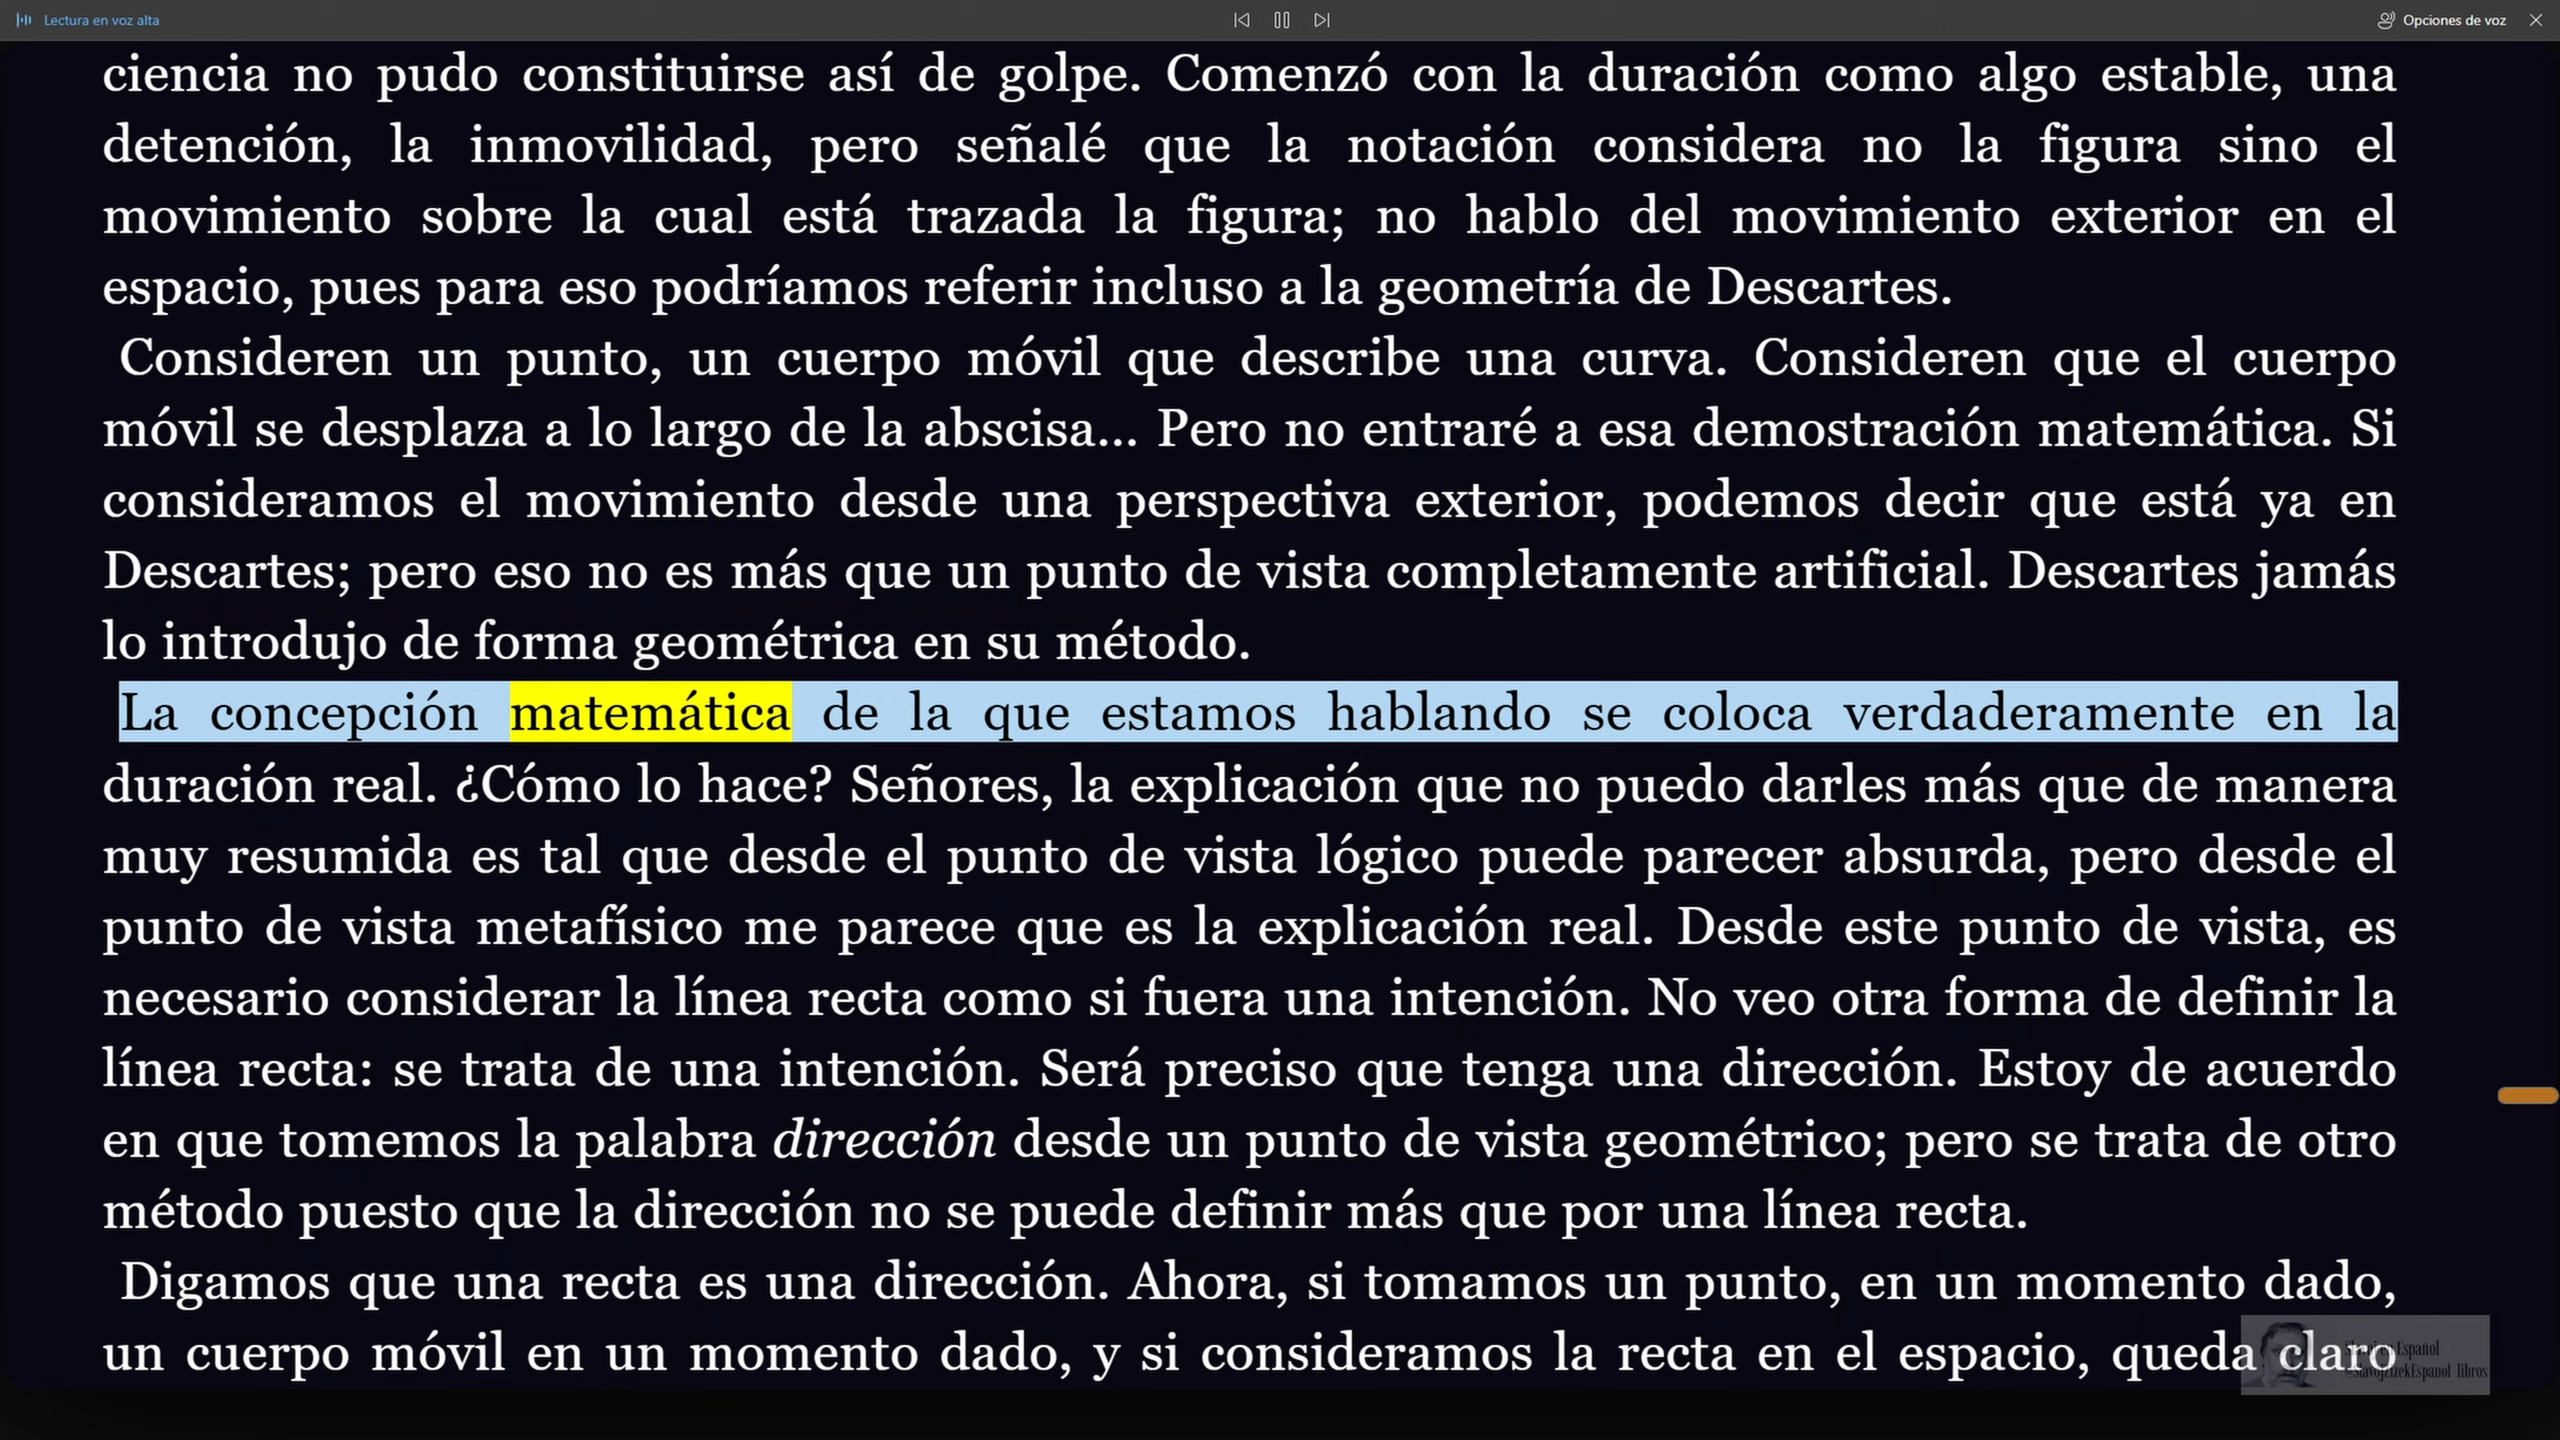 Lectura en voz alta
Opciones de voz
ciencia no pudo constituirse así de golpe. Comenzó con la duración como algo estable, una
detención, la inmovilidad, pero señalé que la notación considera no la figura sino el
movimiento sobre la cual está trazada la figura; no hablo del movimiento exterior en el
espacio, pues para eso podríamos referir incluso a la geometría de Descartes.
Consideren un punto, un cuerpo móvil que describe una curva. Consideren que el cuerpo
móvil se desplaza a lo largo de la abscisa... Pero no entraré a esa demostración matemática. Si
consideramos el movimiento desde una perspectiva exterior, podemos decir que está ya en
Descartes; pero eso no es más que un punto de vista completamente artificial. Descartes jamás
lo introdujo de forma geométrica en su método.
La concepción matemática de la que estamos hablando se coloca verdaderamente en la
duración real. ¿Cómo lo hace? Señores, la explicación que no puedo darles más que de manera
muy resumida es tal que desde el punto de vista lógico puede parecer absurda, pero desde el
punto de vista metafísico me parece que es la explicación real. Desde este punto de vista, es
necesario considerar la línea recta como si fuera una intención. No veo otra forma de definir la
línea recta: se trata de una intención. Será preciso que tenga una dirección. Estoy de acuerdo
en que tomemos la palabra dirección desde un punto de vista geométrico; pero se trata de otro
método puesto que la dirección no se puede definir más que por una línea recta.
Digamos que una recta es una dirección. Ahora, si tomamos un punto, en un momento dado,
un cuerpo móvil en un momento dado, y si consideramos la recta en el espacio, queda claro
Español
@SlavojZizekEspanol-libros